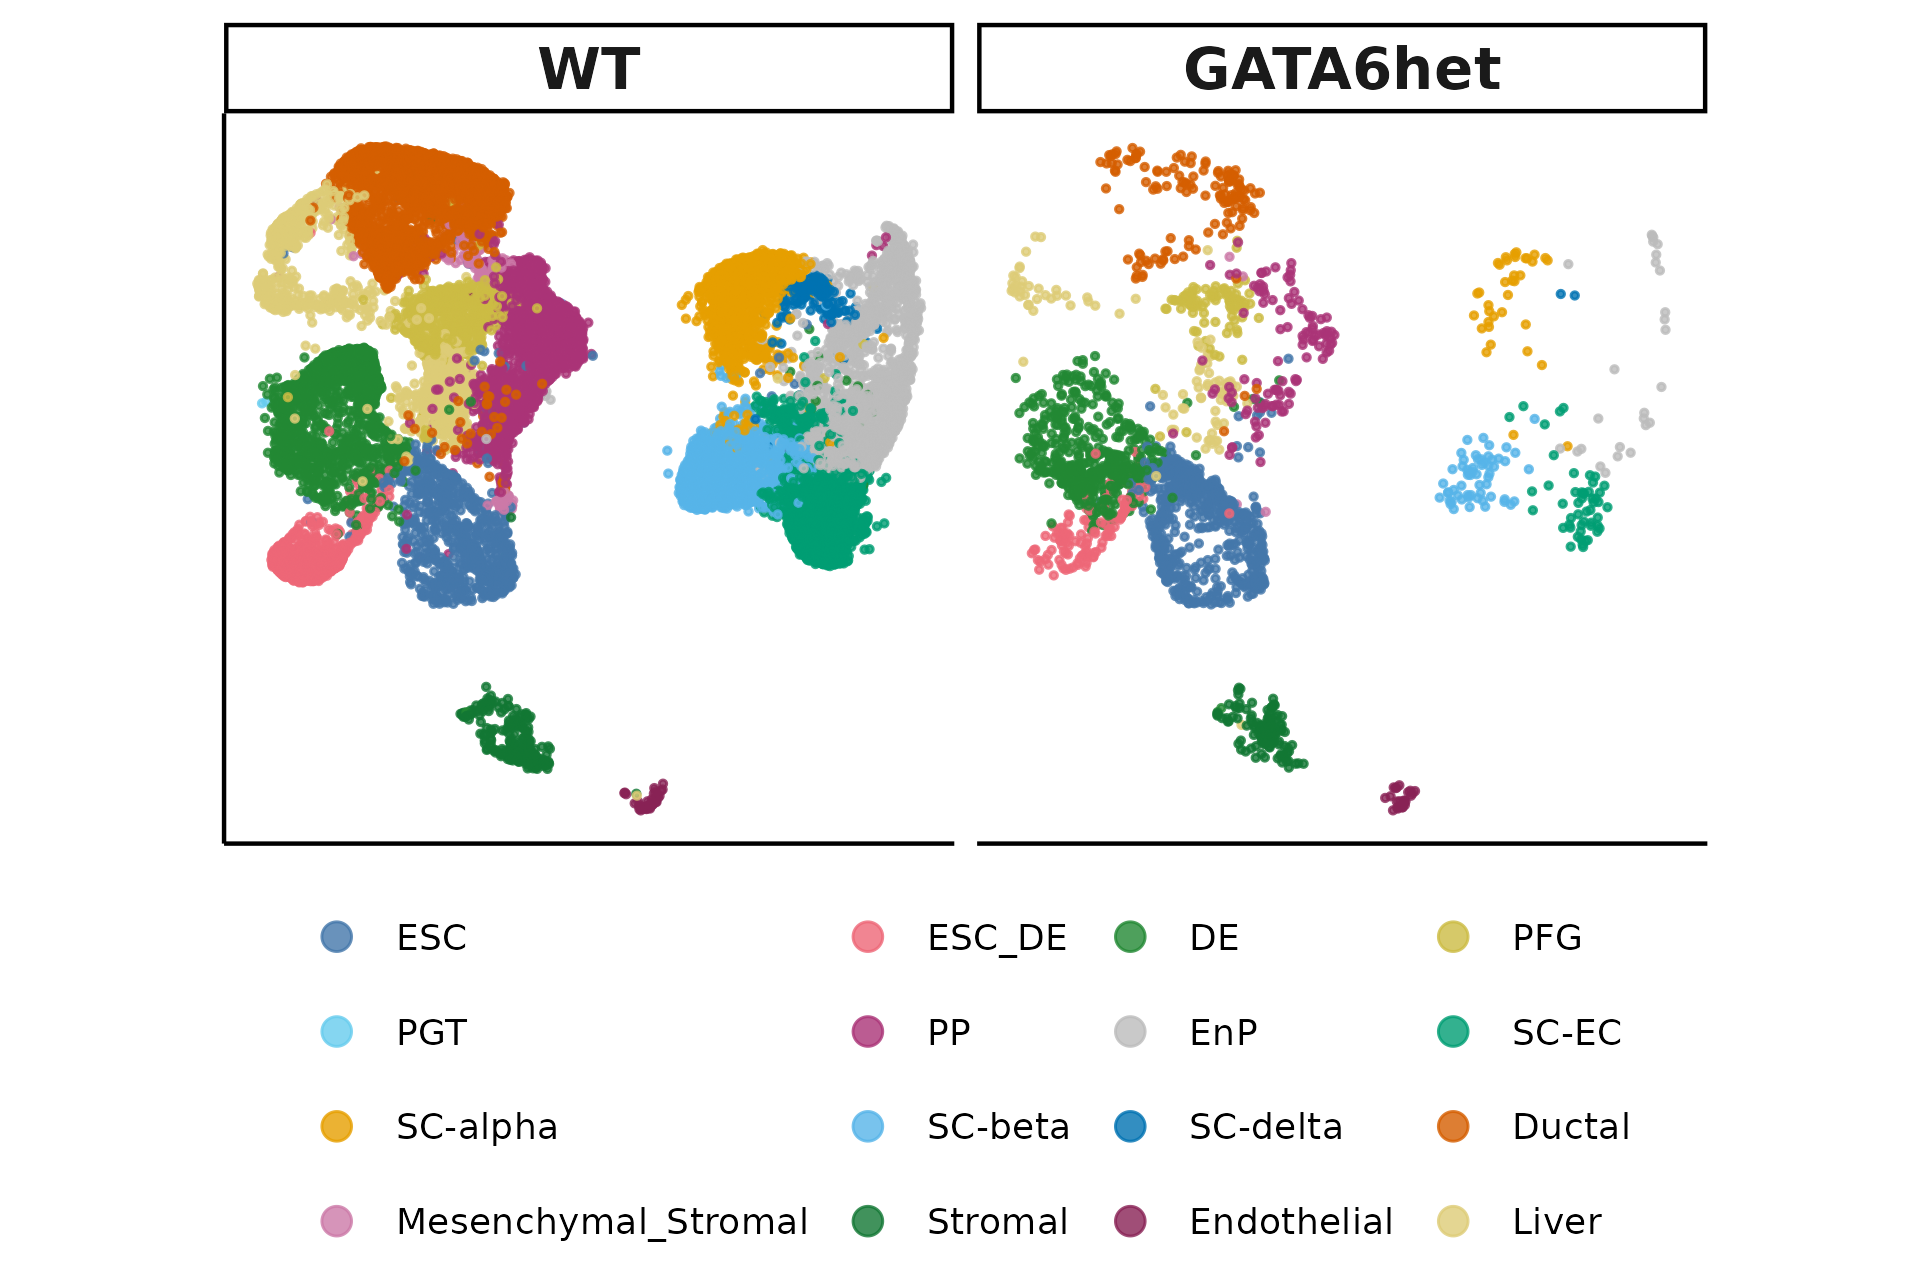 WT
GATA6het
ESC
ESC_DE
DE
PFG
PGT
PP
EnP
SC-EC
SC-alpha
SC-beta
SC-delta
Ductal
Mesenchymal_Stromal
Stromal
Endothelial
Liver